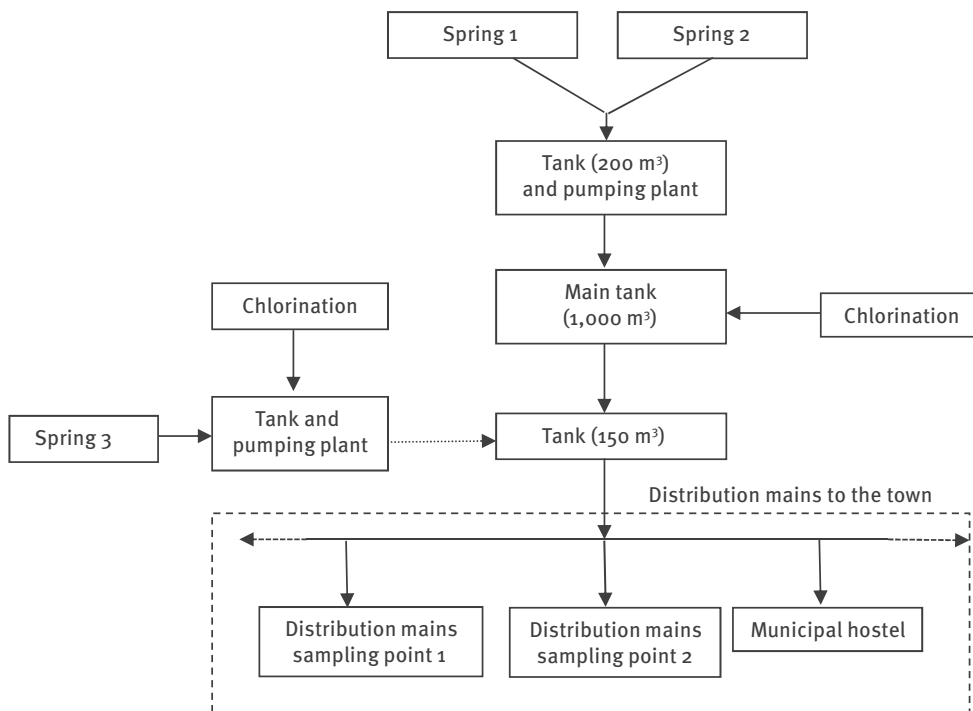 Spring 1
Spring 2
Tank (200 m³)
and pumping plant
Main tank
(1,000 m³)
Chlorination
Chlorination
Spring 3
Tank and
pumping plant
Tank (150 m³)
Distribution mains to the town
Distribution mains
sampling point 1
Distribution mains
sampling point 2
Municipal hostel